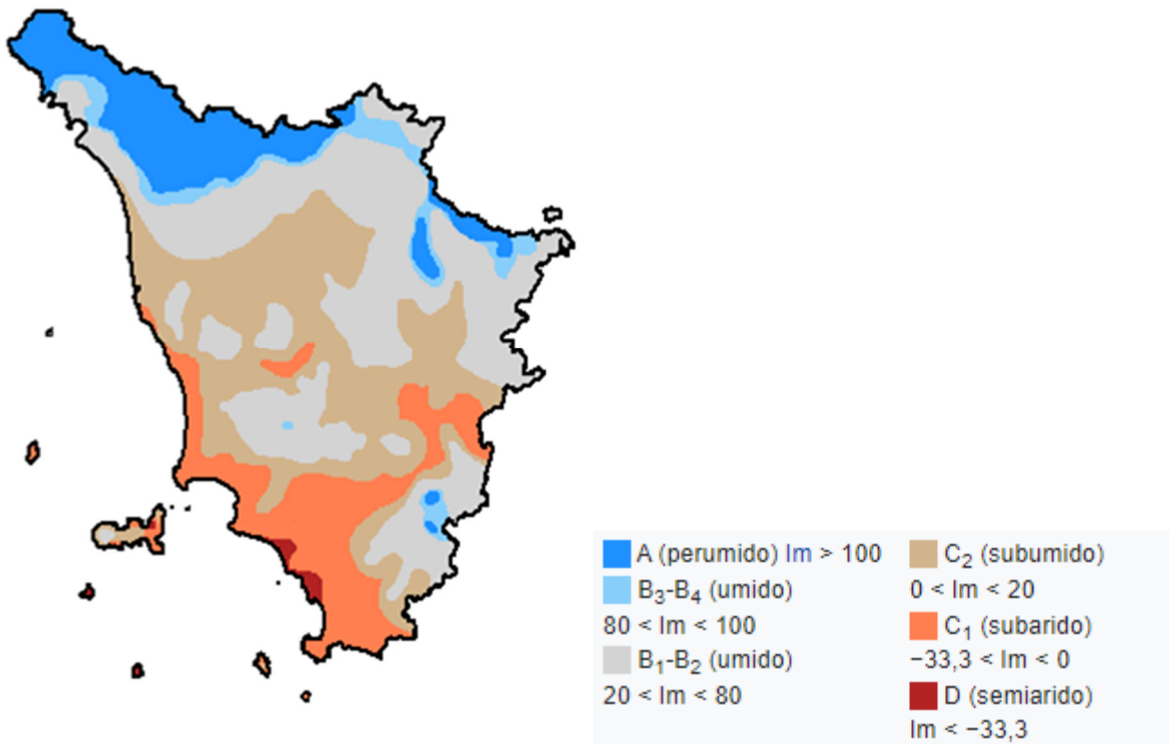 A (perumido) Im > 100
B₃-B₄ (umido)
80 < Im < 100
B₁-B₂ (umido)
20 < Im < 80
C₂ (subumido)
0 < Im < 20
C₁ (subarido)
−33,3 < Im < 0
D (semiarido)
Im < −33,3